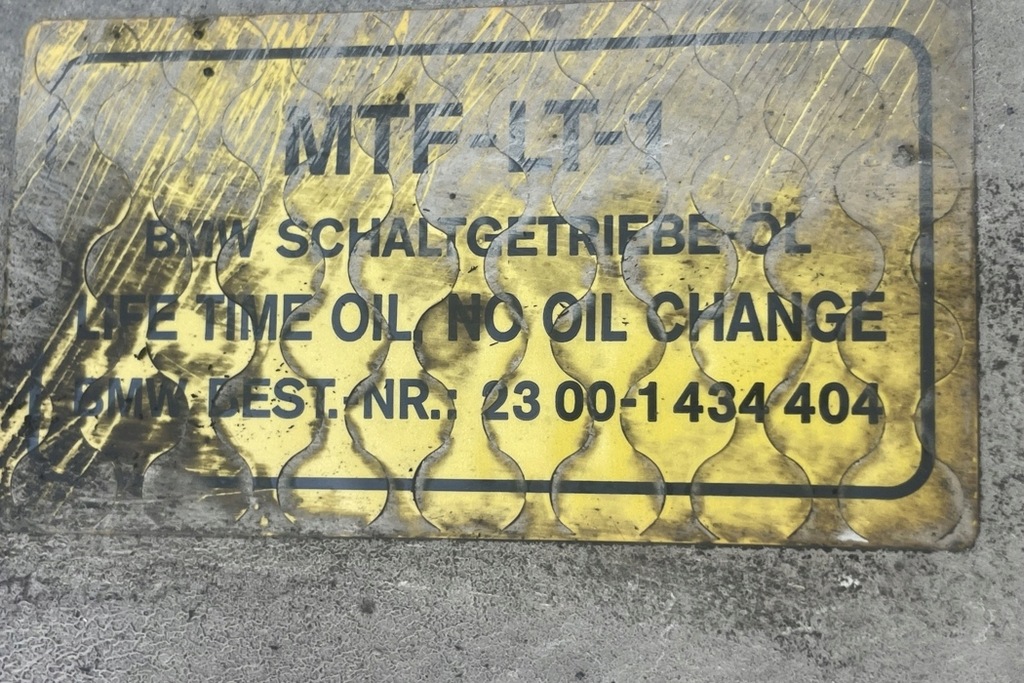 MTF-LT-1
BMW SCHALTGETRIEBE-ÖL
LIFE TIME OIL, NO OIL CHANGE
BMW BEST.-NR.: 23 00-1 434 404